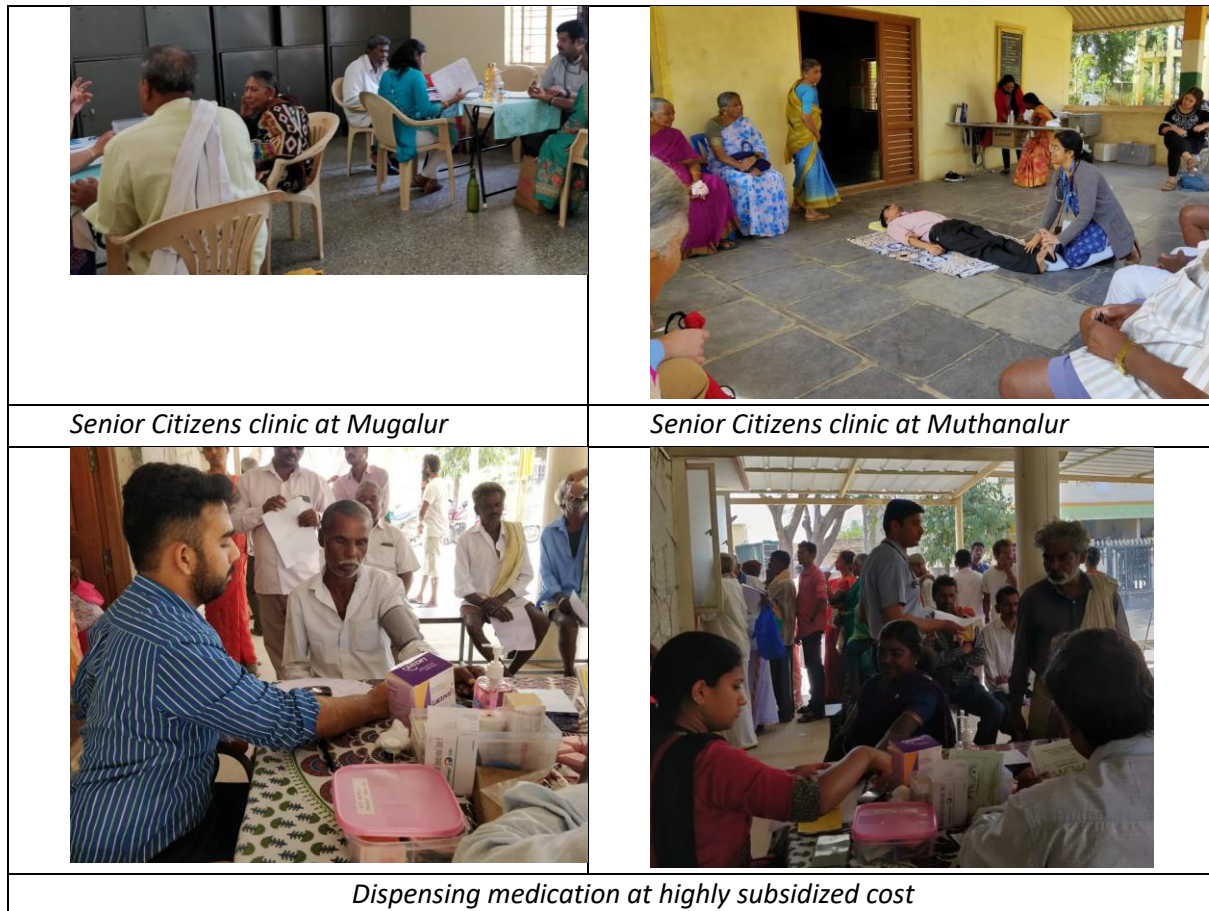 Senior Citizens clinic at Mugalur
Senior Citizens clinic at Muthanalur
Dispensing medication at highly subsidized cost